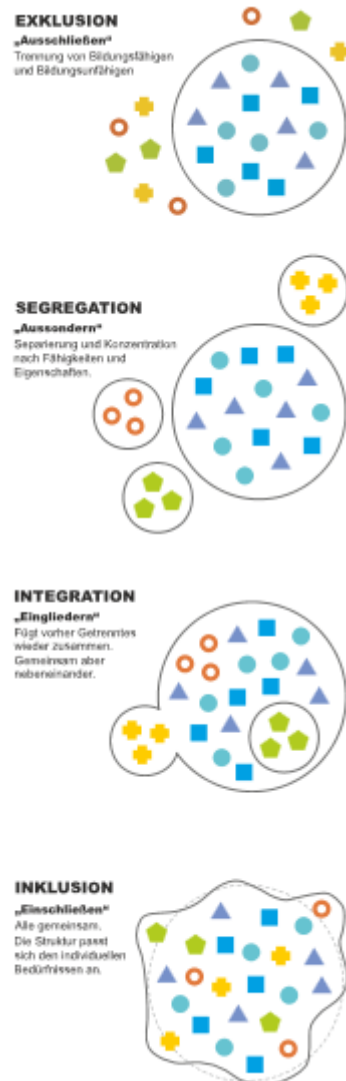 EXKLUSION
„Ausschließen“
Trennung von Bildungsfähigen
und Bildungsunfähigen
SEGREGATION
„Aussondern“
Separierung und Konzentration
nach Fähigkeiten und
Eigenschaften.
INTEGRATION
„Eingliedern“
Fügt vorher Getrenntes
wieder zusammen.
Gemeinsam aber
nebeneinander.
INKLUSION
„Einschließen“
Alle gemeinsam.
Die Struktur passt
sich den individuellen
Bedürfnissen an.